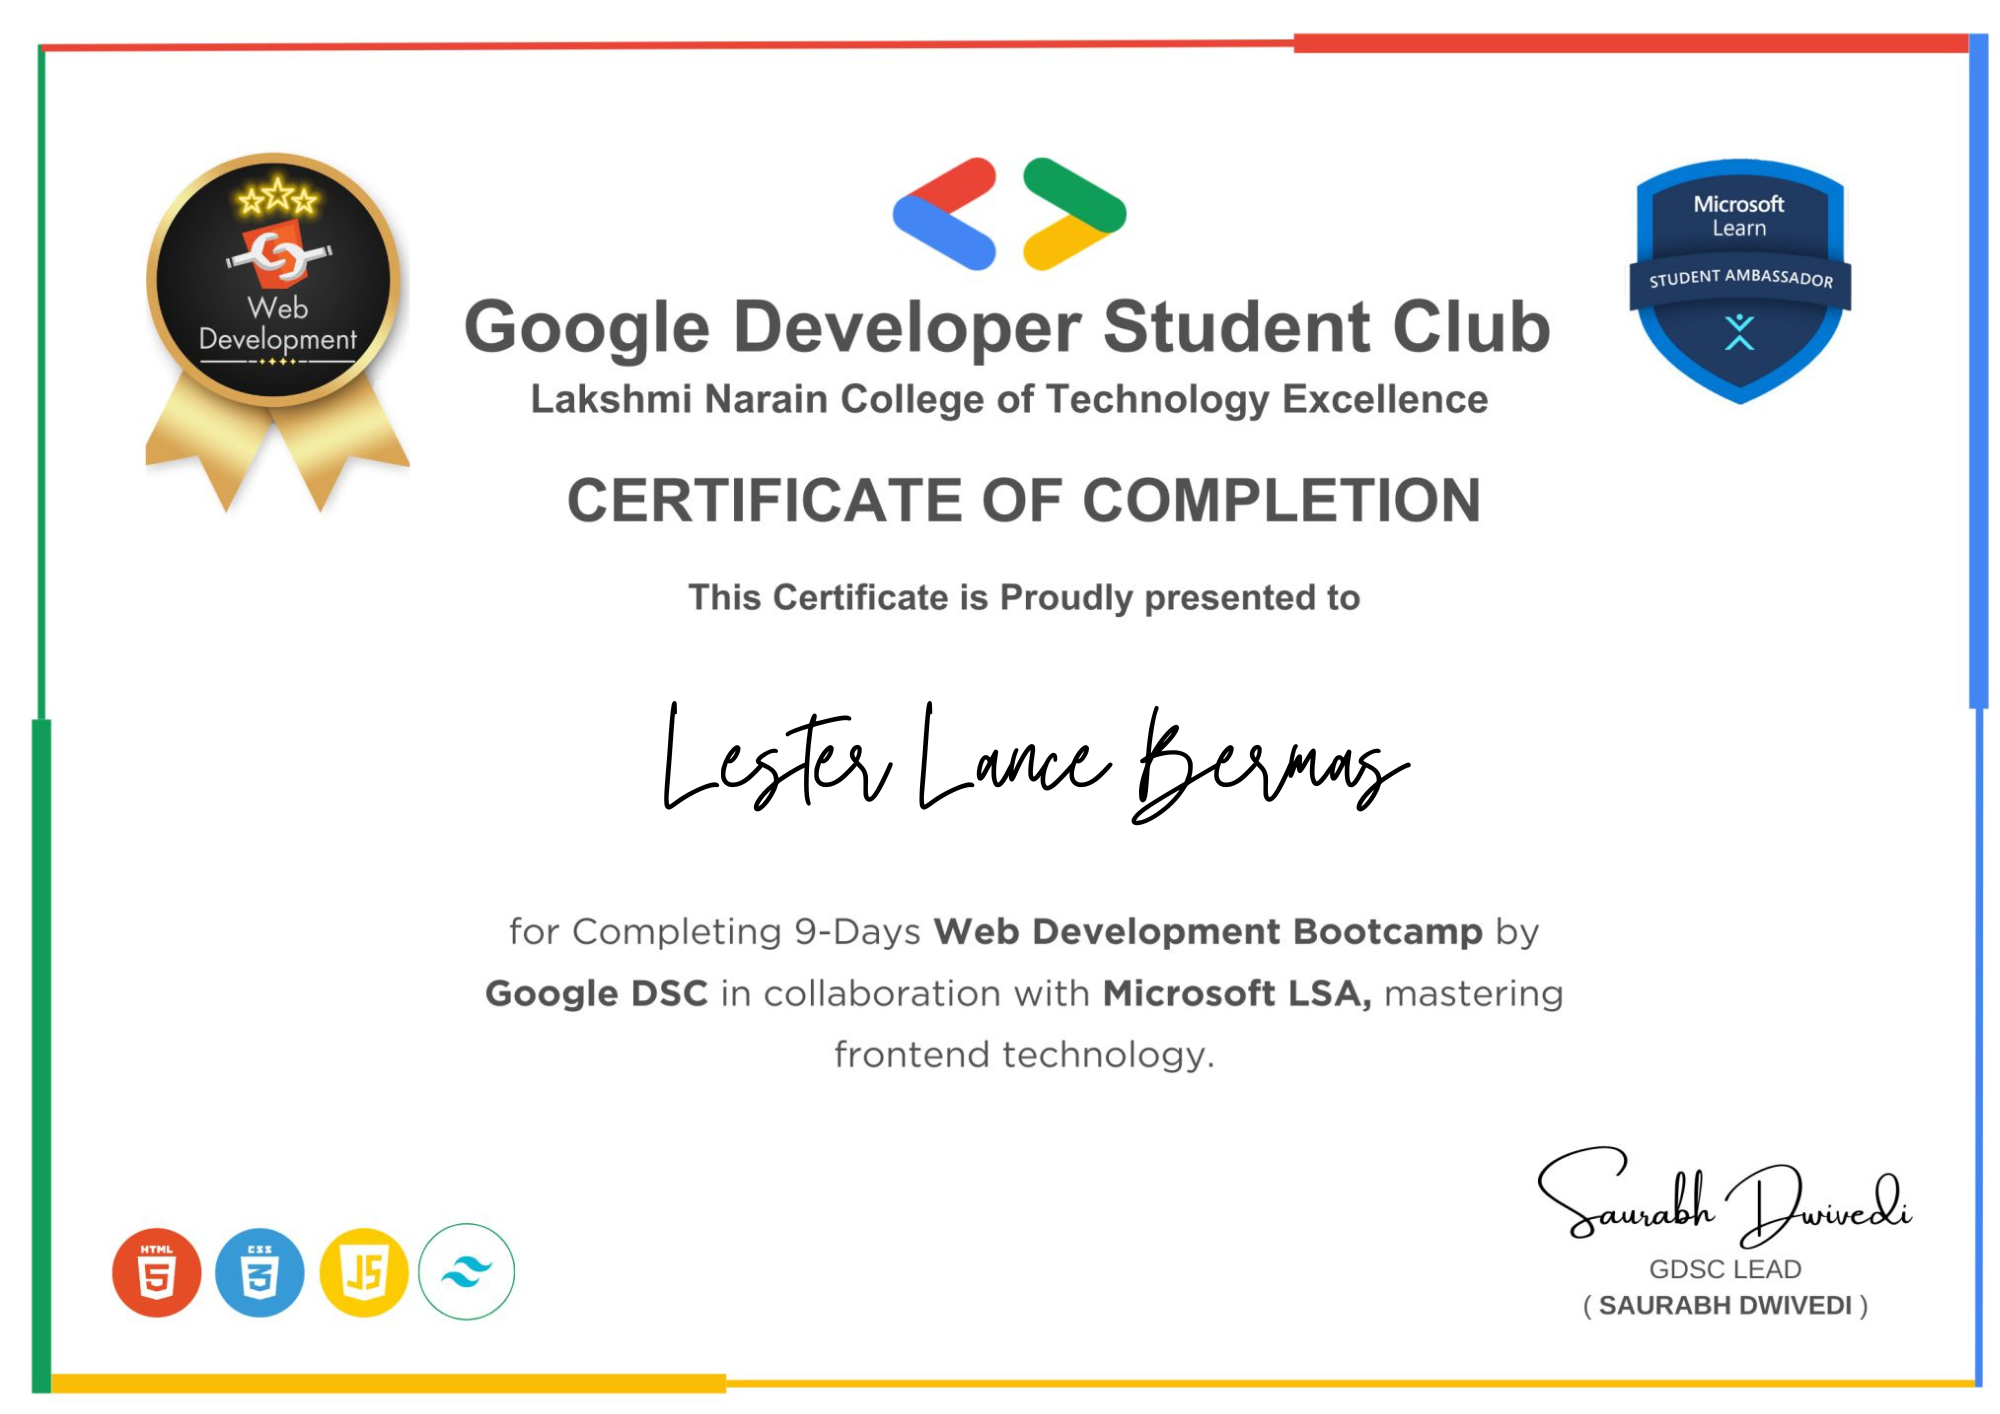 Web
Development
Microsoft
Learn
STUDENT AMBASSADOR
Google Developer Student Club
Lakshmi Narain College of Technology Excellence
CERTIFICATE OF COMPLETION
This Certificate is Proudly presented to
Lester Lance Bermas
for Completing 9-Days Web Development Bootcamp by
Google DSC in collaboration with Microsoft LSA, mastering
frontend technology.
HTML
5
CSS
3
JS
Saurabh Dwivedi
GDSC LEAD
( SAURABH DWIVEDI )